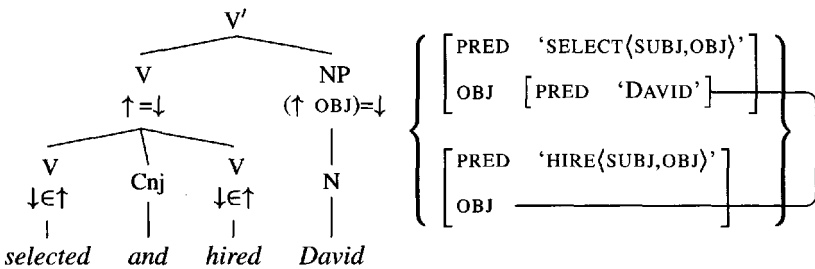 V′
V NP
↑=↓ (↑ OBJ)=↓
V Cnj V N
↓∈↑ ↓∈↑
selected and hired David
PRED ‘SELECT⟨SUBJ,OBJ⟩’
OBJ [PRED ‘DAVID’]
PRED ‘HIRE⟨SUBJ,OBJ⟩’
OBJ